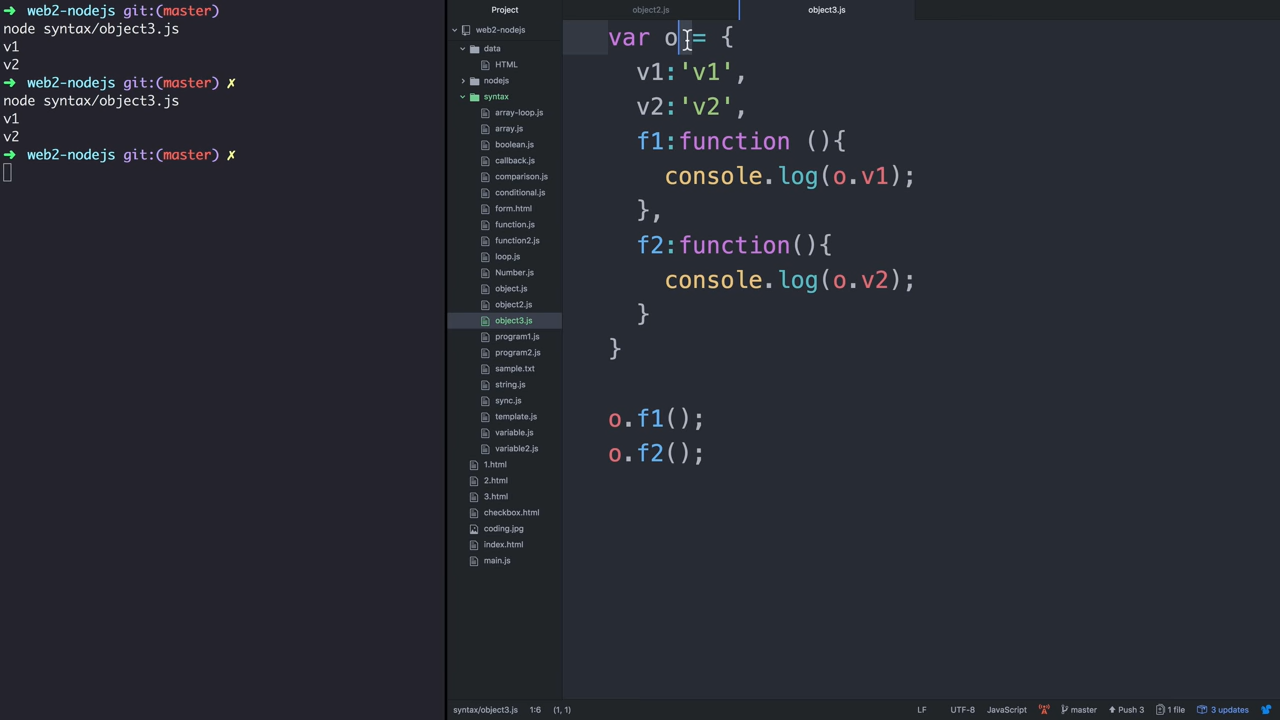 ➜ web2-nodejs git:(master)
node syntax/object3.js
v1
v2
➜ web2-nodejs git:(master) ✗
node syntax/object3.js
v1
v2
➜ web2-nodejs git:(master) ✗
Project
web2-nodejs
data
HTML
nodejs
syntax
array-loop.js
array.js
boolean.js
callback.js
comparison.js
conditional.js
form.html
function.js
function2.js
loop.js
Number.js
object.js
object2.js
object3.js
program1.js
program2.js
sample.txt
string.js
sync.js
template.js
variable.js
variable2.js
1.html
2.html
3.html
checkbox.html
coding.jpg
index.html
main.js
object2.js
object3.js
var o = {
  v1:'v1',
  v2:'v2',
  f1:function (){
    console.log(o.v1);
  },
  f2:function(){
    console.log(o.v2);
  }
}
o.f1();
o.f2();
syntax/object3.js 1:6 (1, 1) LF UTF-8 JavaScript master Push 3 1 file 3 updates